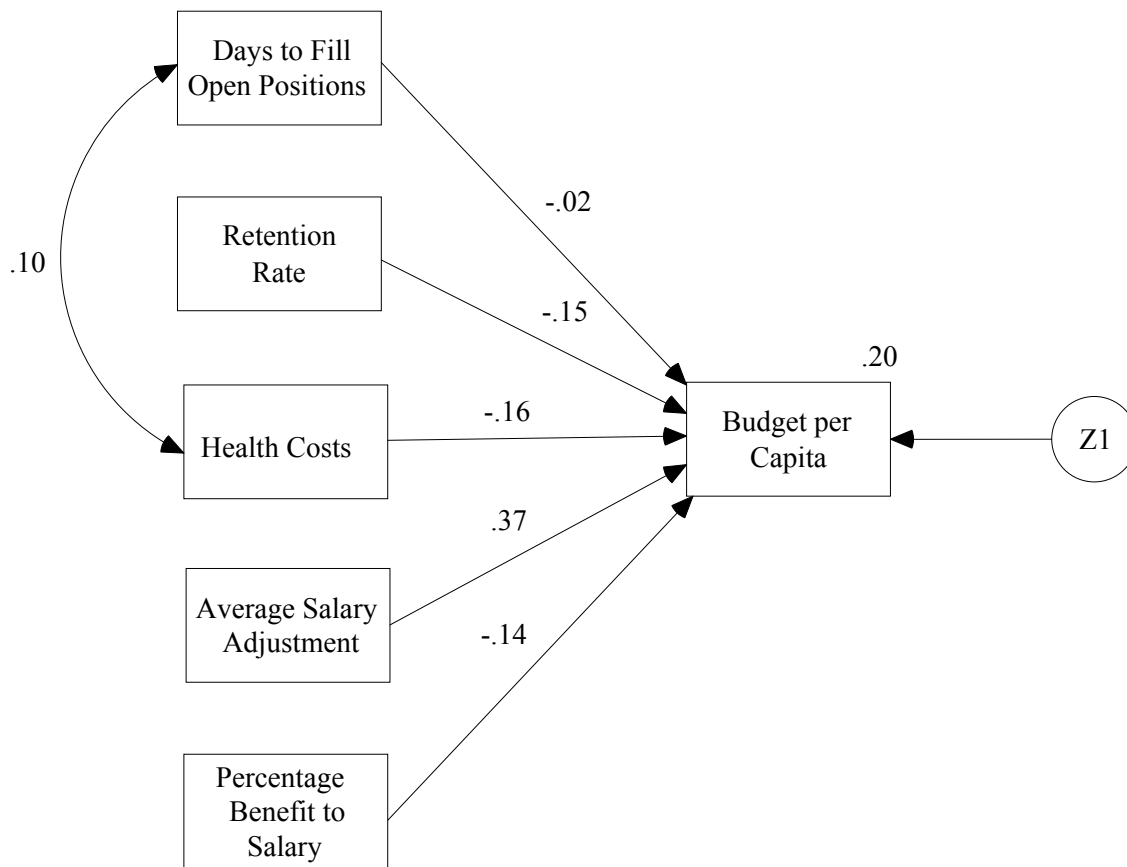 Days to Fill
Open Positions
-.02
Retention
Rate
.10
-.15
.20
Health Costs
-.16
Budget per
Capita
Z1
.37
Average Salary
Adjustment
-.14
Percentage
Benefit to
Salary